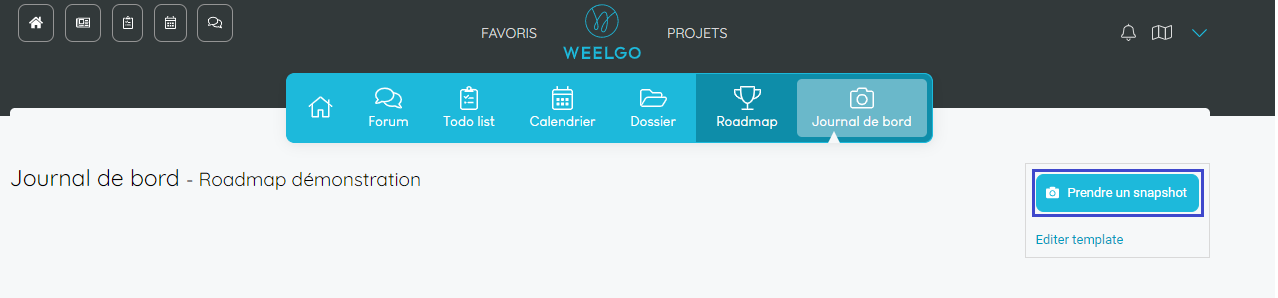 FAVORIS
WEELGO
PROJETS
Forum
Todo list
Calendrier
Dossier
Roadmap
Journal de bord
Journal de bord - Roadmap démonstration
Prendre un snapshot
Editer template